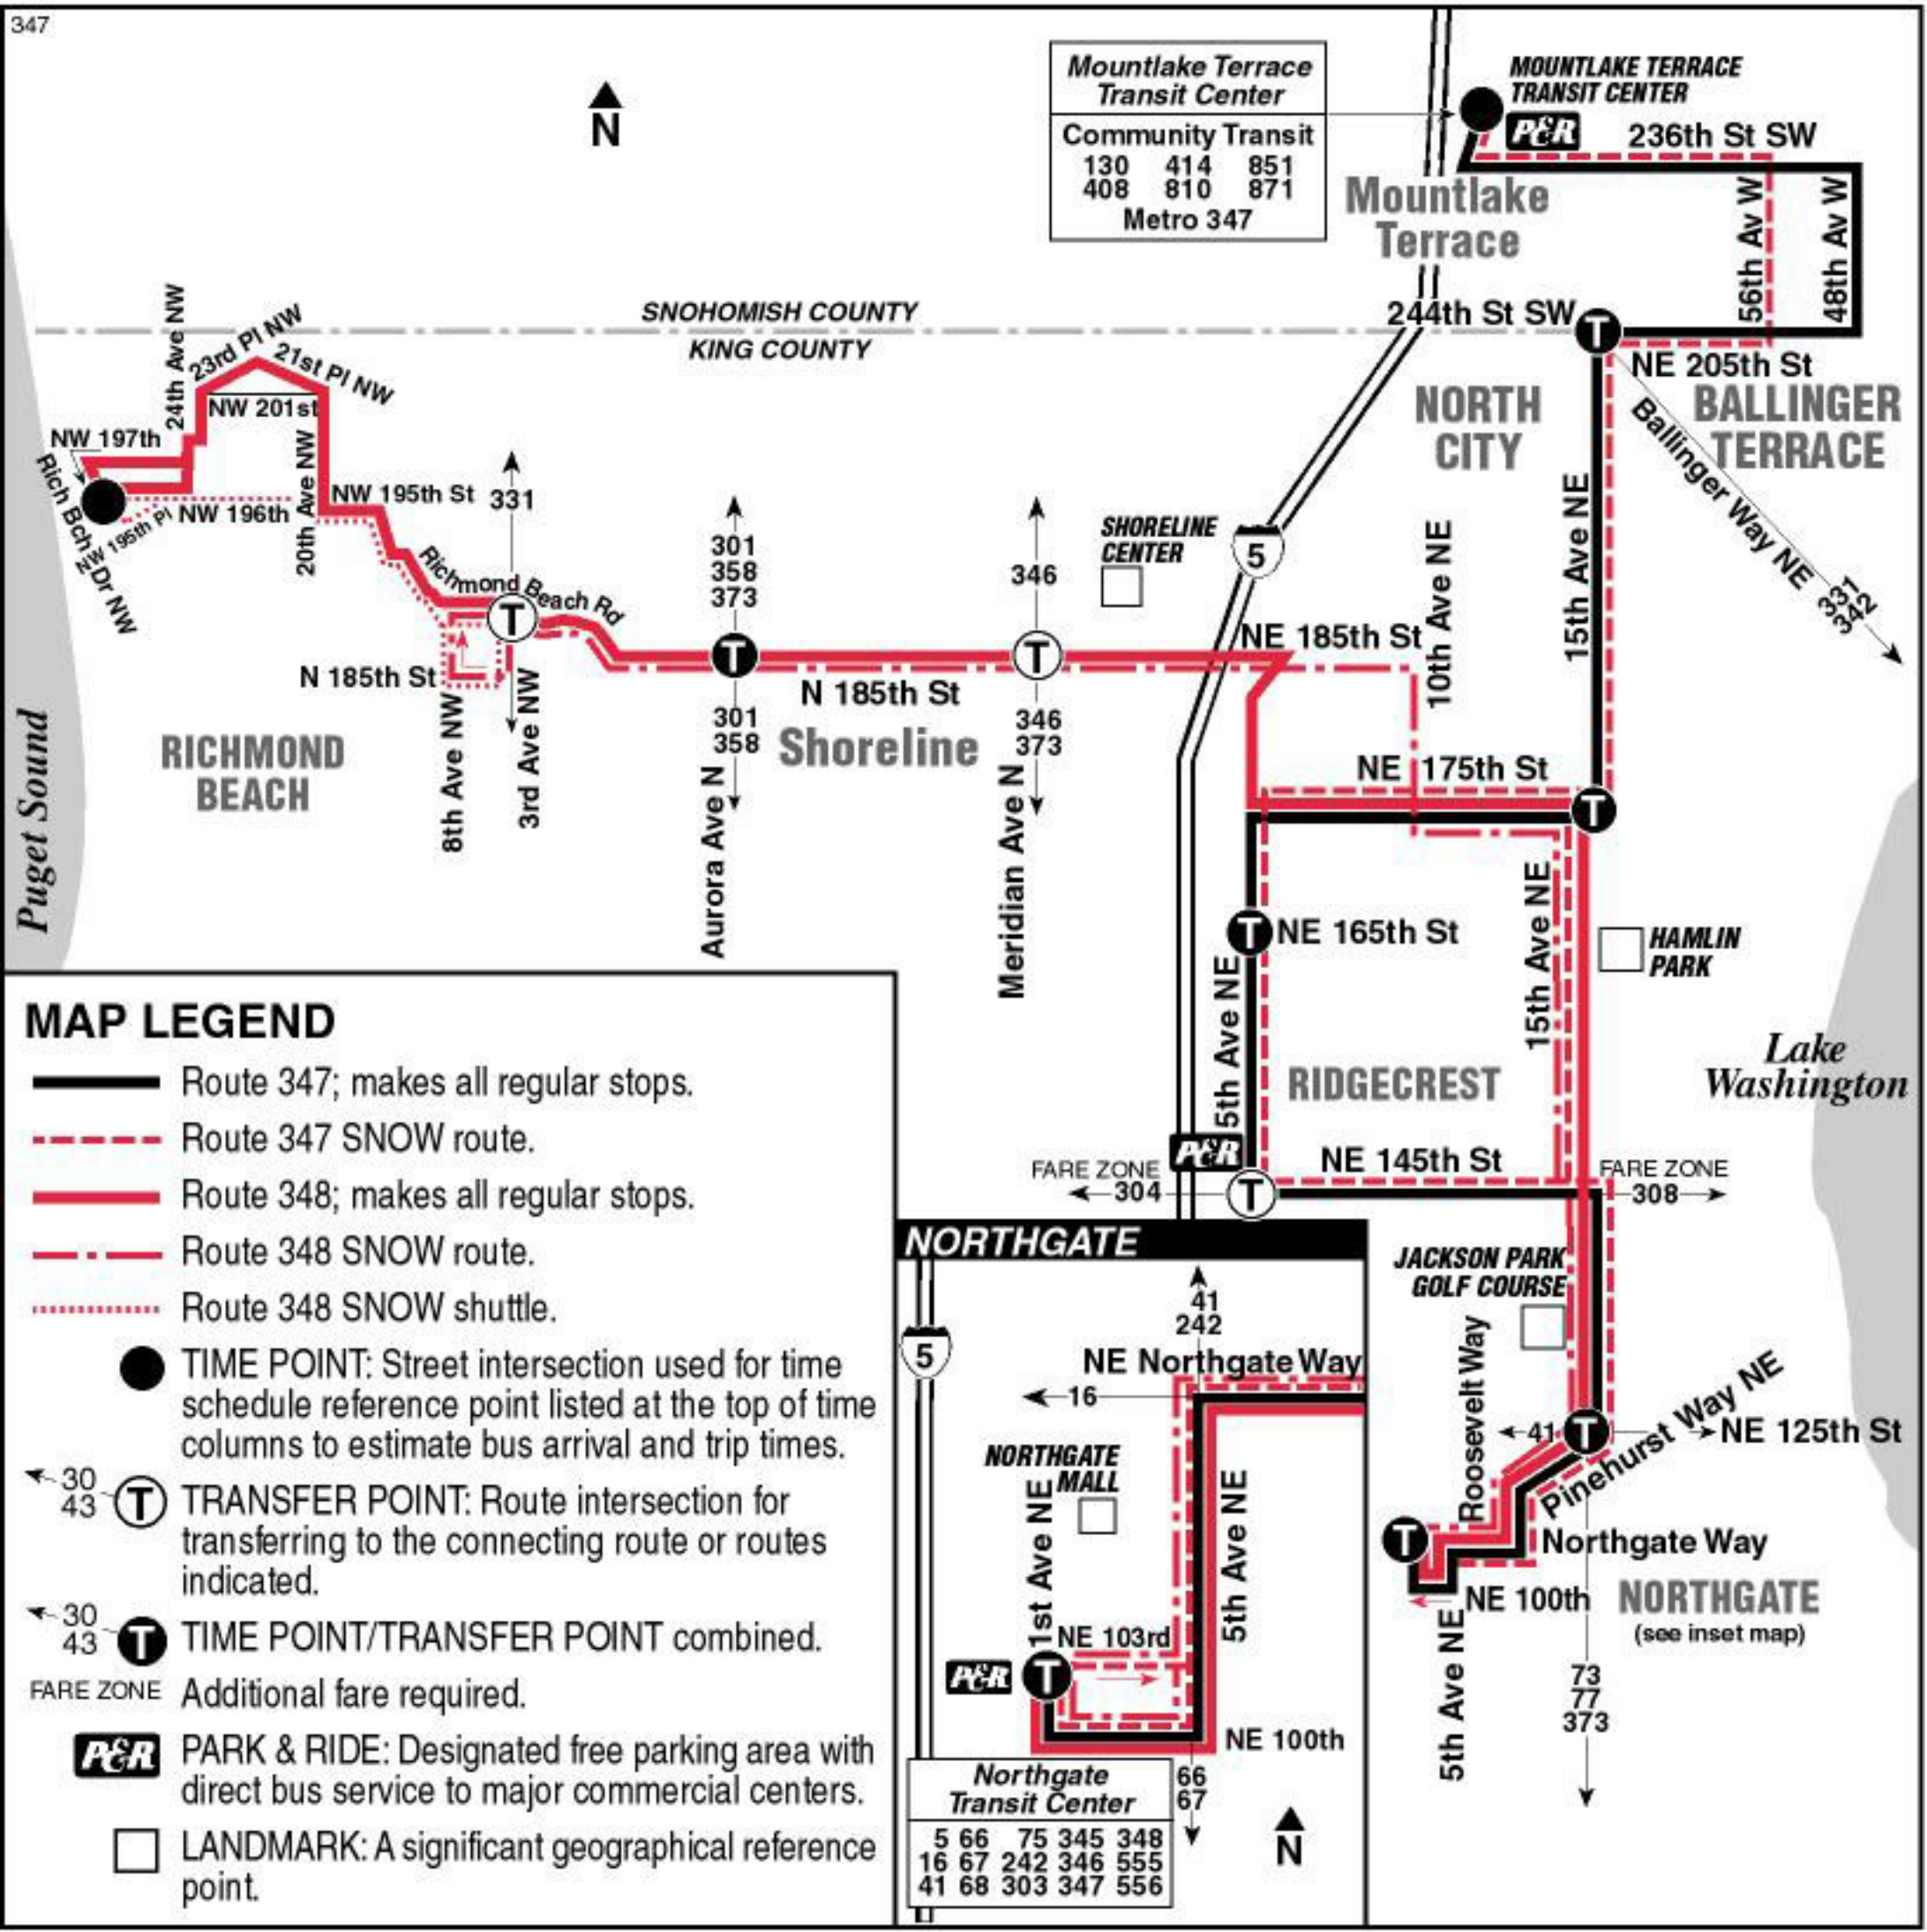 347
N
Mountlake Terrace
Transit Center
Community Transit
130 414 851
408 810 871
Metro 347
MOUNTLAKE TERRACE
TRANSIT CENTER
P&R
236th St SW
Mountlake
Terrace
56th Av W
48th Av W
SNOHOMISH COUNTY
KING COUNTY
244th St SW
T
NE 205th St
NORTH
CITY
BALLINGER
TERRACE
Ballinger Way NE
331
342
15th Ave NE
24th Ave NW
23rd Pl NW
21st Pl NW
NW 201st
NW 197th
Rich Bch Dr NW
NW 195th Pl
NW 196th
20th Ave NW
NW 195th St
331
Richmond Beach Rd
T
N 185th St
8th Ave NW
3rd Ave NW
RICHMOND
BEACH
Puget Sound
301
358
373
T
301
358
Aurora Ave N
N 185th St
Shoreline
346
T
346
373
Meridian Ave N
SHORELINE
CENTER
5
NE 185th St
10th Ave NE
NE 175th St
T
T
NE 165th St
5th Ave NE
15th Ave NE
HAMLIN
PARK
RIDGECREST
Lake
Washington
P&R
FARE ZONE
304
T
NE 145th St
FARE ZONE
308
JACKSON PARK
GOLF COURSE
Roosevelt Way
41
T
Pinehurst Way NE
NE 125th St
T
Northgate Way
NE 100th
5th Ave NE
NORTHGATE
(see inset map)
73
77
373
MAP LEGEND
Route 347; makes all regular stops.
Route 347 SNOW route.
Route 348; makes all regular stops.
Route 348 SNOW route.
Route 348 SNOW shuttle.
TIME POINT: Street intersection used for time
schedule reference point listed at the top of time
columns to estimate bus arrival and trip times.
30
43 T TRANSFER POINT: Route intersection for
transferring to the connecting route or routes
indicated.
30
43 T TIME POINT/TRANSFER POINT combined.
FARE ZONE Additional fare required.
P&R PARK & RIDE: Designated free parking area with
direct bus service to major commercial centers.
LANDMARK: A significant geographical reference
point.
NORTHGATE
5
41
242
NE Northgate Way
16
NORTHGATE
MALL
1st Ave NE
5th Ave NE
NE 103rd
P&R
T
NE 100th
66
67
N
Northgate
Transit Center
5 66 75 345 348
16 67 242 346 555
41 68 303 347 556